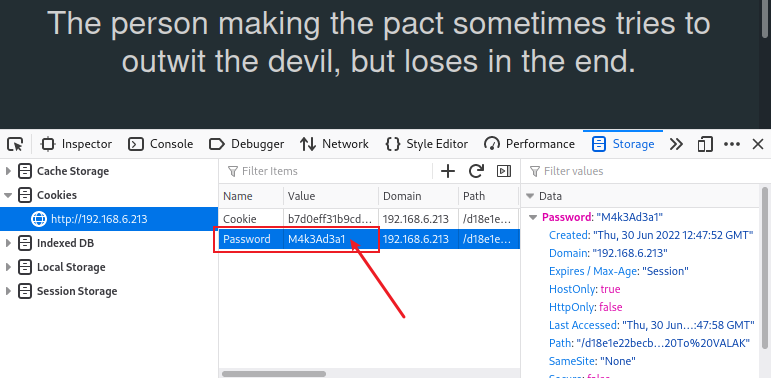 The person making the pact sometimes tries to
outwit the devil, but loses in the end.
Inspector Console Debugger Network Style Editor Performance Storage
Cache Storage
Cookies
http://192.168.6.213
Indexed DB
Local Storage
Session Storage
Filter Items
Name Value Domain Path
Cookie b7d0eff31b9cd... 192.168.6.213 /d18e1e...
Password M4k3Ad3a1 192.168.6.213 /d18e1e...
Filter values
Data
Password: "M4k3Ad3a1"
Created: "Thu, 30 Jun 2022 12:47:52 GMT"
Domain: "192.168.6.213"
Expires / Max-Age: "Session"
HostOnly: true
HttpOnly: false
Last Accessed: "Thu, 30 Jun...:47:58 GMT"
Path: "/d18e1e22becb...20To%20VALAK"
SameSite: "None"
Secure: false